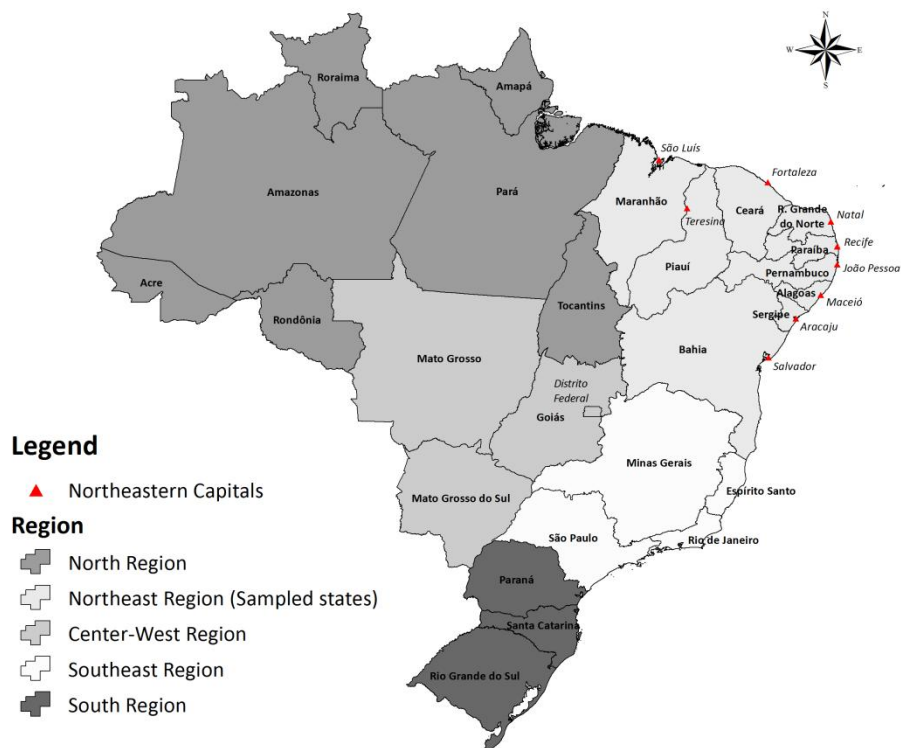 N
W
E
S
Roraima
Amapá
São Luís
Fortaleza
Amazonas
Pará
Maranhão
Teresina
Ceará
R. Grande
do Norte
Natal
Paraíba
Recife
João Pessoa
Piauí
Pernambuco
Acre
Rondônia
Tocantins
Alagoas
Maceió
Sergipe
Aracaju
Mato Grosso
Bahia
Salvador
Distrito
Federal
Goiás
Minas Gerais
Mato Grosso do Sul
Espírito Santo
São Paulo
Rio de Janeiro
Paraná
Santa Catarina
Rio Grande do Sul
Legend
Northeastern Capitals
Region
North Region
Northeast Region (Sampled states)
Center-West Region
Southeast Region
South Region